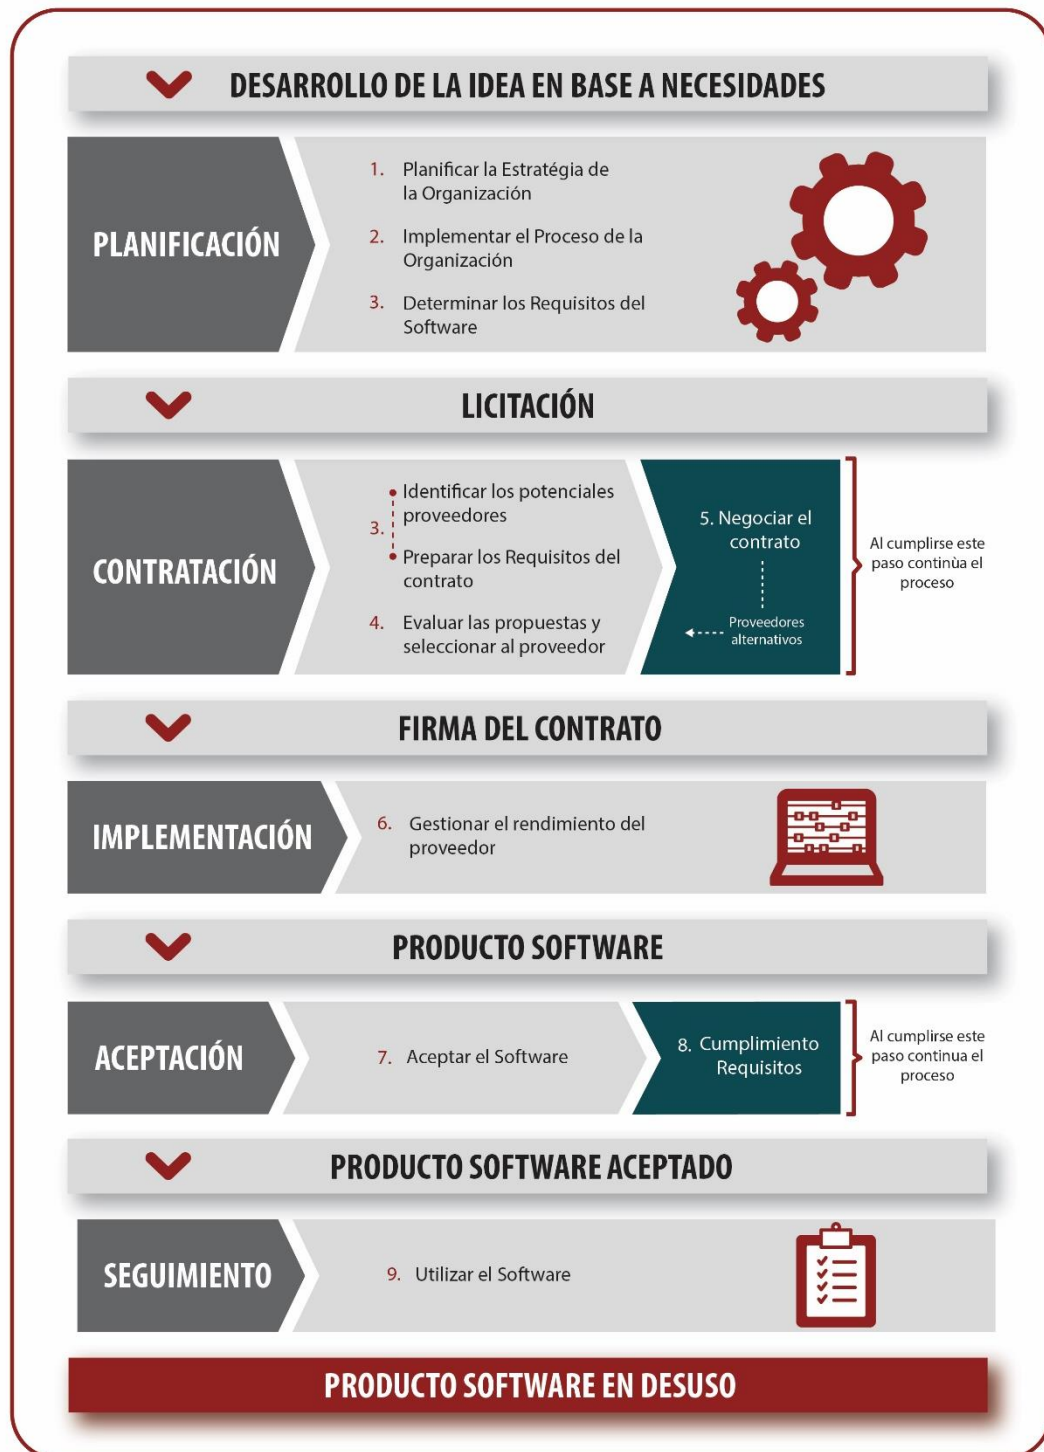 DESARROLLO DE LA IDEA EN BASE A NECESIDADES
PLANIFICACIÓN
1. Planificar la Estratégia de
la Organización
2. Implementar el Proceso de la
Organización
3. Determinar los Requisitos del
Software
LICITACIÓN
CONTRATACIÓN
3.
Identificar los potenciales
proveedores
Preparar los Requisitos del
contrato
4. Evaluar las propuestas y
seleccionar al proveedor
5. Negociar el
contrato
Proveedores
alternativos
Al cumplirse este
paso continùa el
proceso
FIRMA DEL CONTRATO
IMPLEMENTACIÓN
6. Gestionar el rendimiento del
proveedor
PRODUCTO SOFTWARE
ACEPTACIÓN
7. Aceptar el Software
8. Cumplimiento
Requisitos
Al cumplirse este
paso continua el
proceso
PRODUCTO SOFTWARE ACEPTADO
SEGUIMIENTO
9. Utilizar el Software
PRODUCTO SOFTWARE EN DESUSO